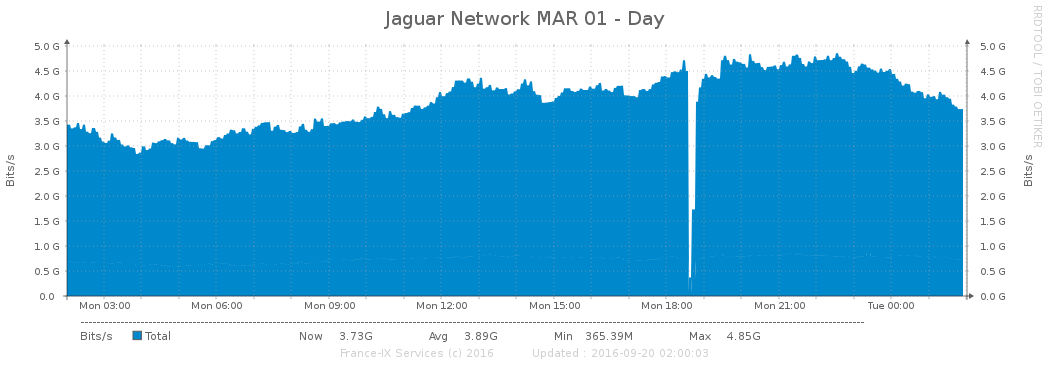 Jaguar Network MAR 01 - Day
RRDTOOL / TOBI OETIKER
Bits/s
5.0 G
4.5 G
4.0 G
3.5 G
3.0 G
2.5 G
2.0 G
1.5 G
1.0 G
0.5 G
0.0
5.0 G
4.5 G
4.0 G
3.5 G
3.0 G
2.5 G
2.0 G
1.5 G
1.0 G
0.5 G
0.0 G
Bits/s
Mon 03:00 Mon 06:00 Mon 09:00 Mon 12:00 Mon 15:00 Mon 18:00 Mon 21:00 Tue 00:00
Bits/s Total Now 3.73G Avg 3.89G Min 365.39M Max 4.85G
France-IX Services (c) 2016 Updated : 2016-09-20 02:00:03